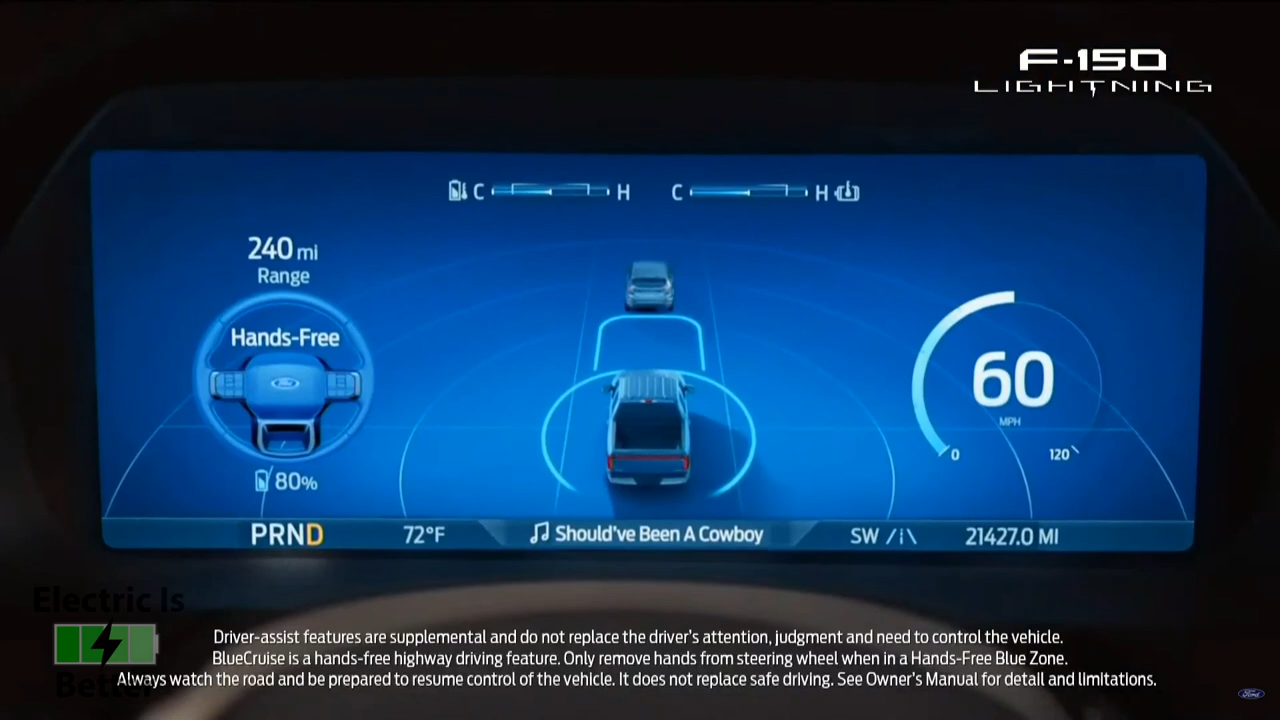 F-150
LIGHTNING
C H C H
240 mi
Range
Hands-Free
Ford
60
MPH
0 120
80%
PRND 72°F Should've Been A Cowboy SW 21427.0 MI
Electric Is
Better
Driver-assist features are supplemental and do not replace the driver's attention, judgment and need to control the vehicle.
BlueCruise is a hands-free highway driving feature. Only remove hands from steering wheel when in a Hands-Free Blue Zone.
Always watch the road and be prepared to resume control of the vehicle. It does not replace safe driving. See Owner's Manual for detail and limitations.
Ford